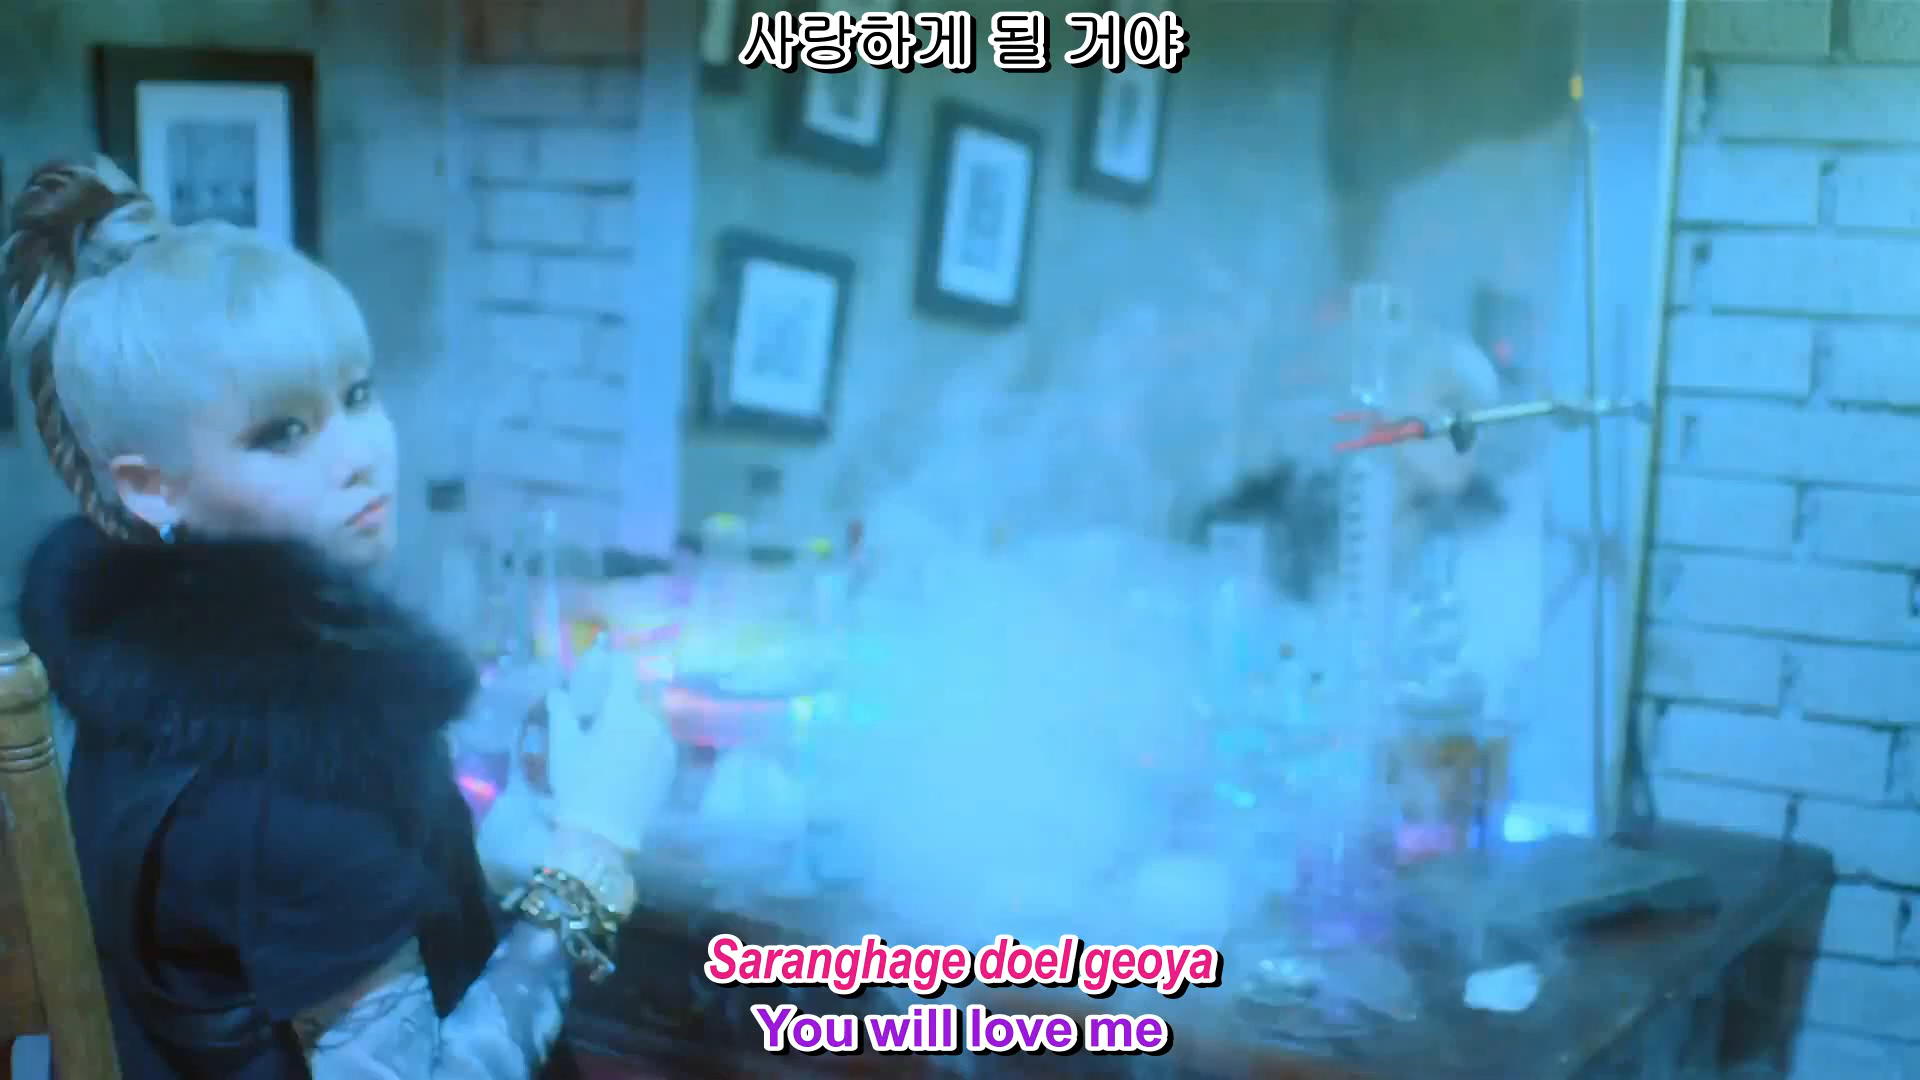 사랑하게 될 거야
Saranghage doel geoya
You will love me